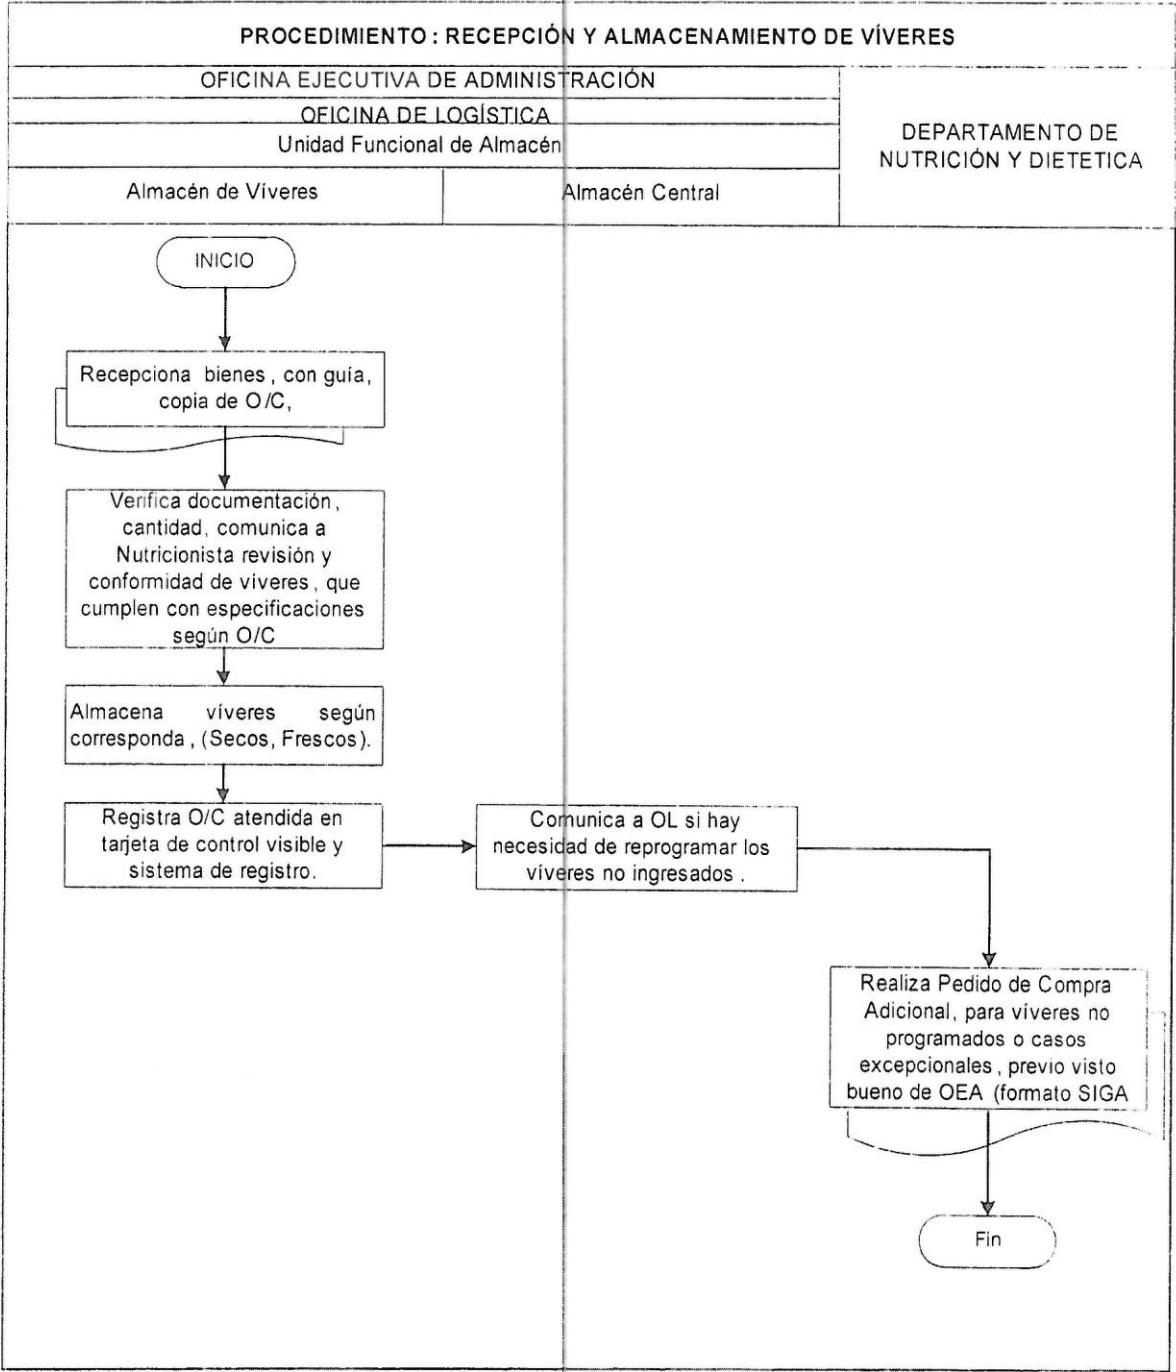 PROCEDIMIENTO : RECEPCIÓN Y ALMACENAMIENTO DE VÍVERES
OFICINA EJECUTIVA DE ADMINISTRACIÓN
OFICINA DE LOGÍSTICA
Unidad Funcional de Almacén
DEPARTAMENTO DE
NUTRICIÓN Y DIETETICA
Almacén de Víveres
Almacén Central
INICIO
Recepciona bienes, con guía,
copia de O/C,
Verifica documentación,
cantidad, comunica a
Nutricionista revisión y
conformidad de víveres, que
cumplen con especificaciones
según O/C
Almacena víveres según
corresponda, (Secos, Frescos).
Registra O/C atendida en
tarjeta de control visible y
sistema de registro.
Comunica a OL si hay
necesidad de reprogramar los
víveres no ingresados.
Realiza Pedido de Compra
Adicional, para víveres no
programados o casos
excepcionales, previo visto
bueno de OEA (formato SIGA
Fin